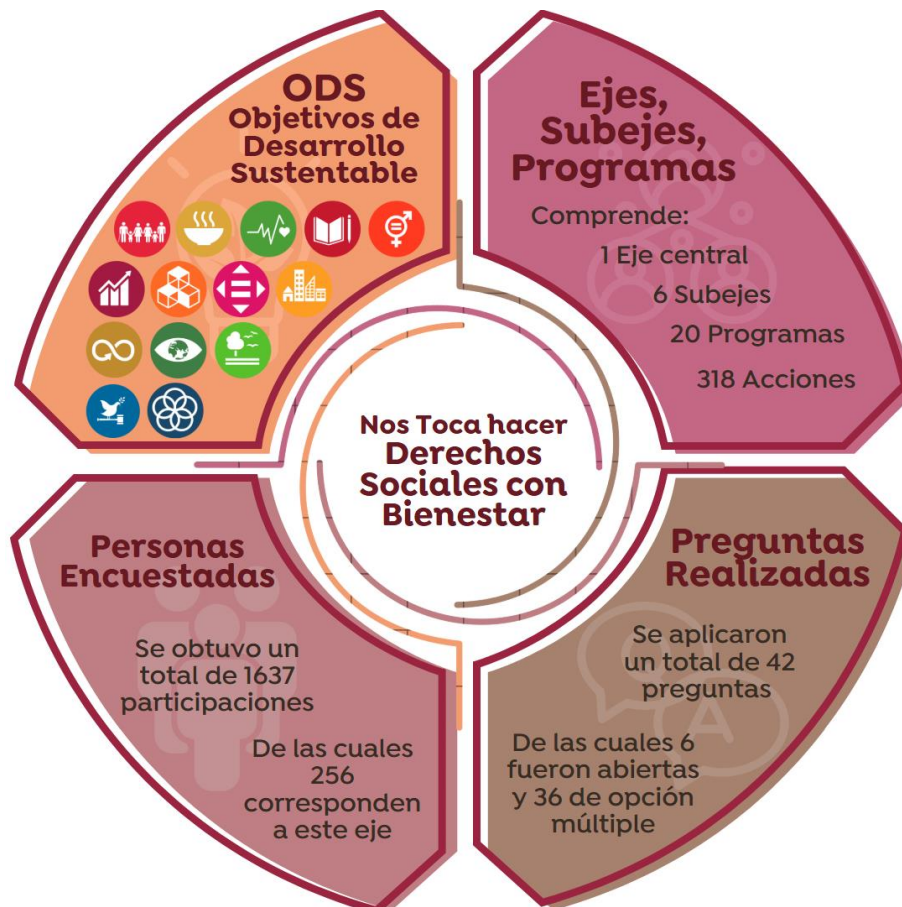 ODS
Objetivos de
Desarrollo
Sustentable
Ejes,
Subejes,
Programas
Comprende:
1 Eje central
6 Subejes
20 Programas
318 Acciones
Nos Toca hacer
Derechos
Sociales con
Bienestar
Personas
Encuestadas
Se obtuvo un
total de 1637
participaciones
De las cuales
256
corresponden
a este eje
Preguntas
Realizadas
Se aplicaron
un total de 42
preguntas
De las cuales 6
fueron abiertas
y 36 de opción
múltiple
Q
A